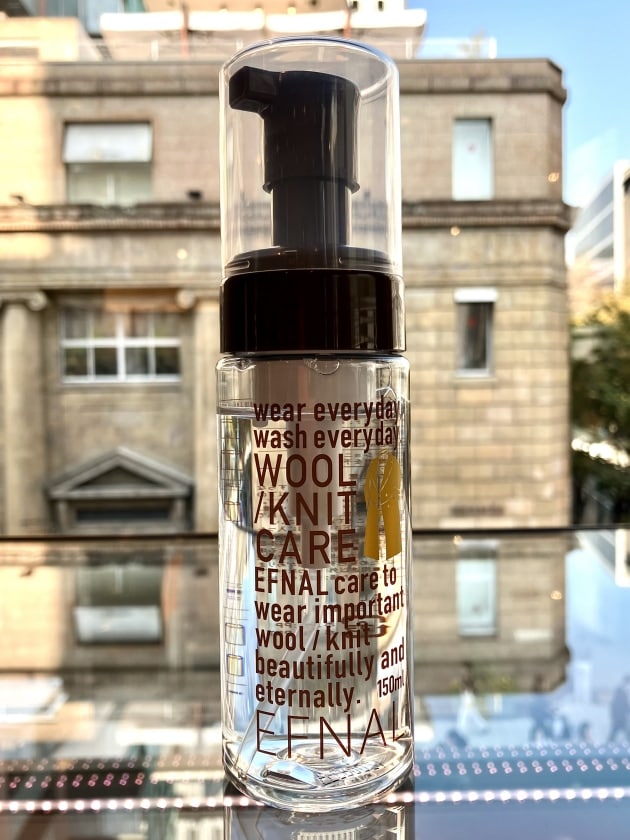 wear everyday
wash everyday
WOOL
/KNIT
CARE
EFNAL care to
wear important
wool / knit
beautifully and
eternally. 150ml
EFNAL